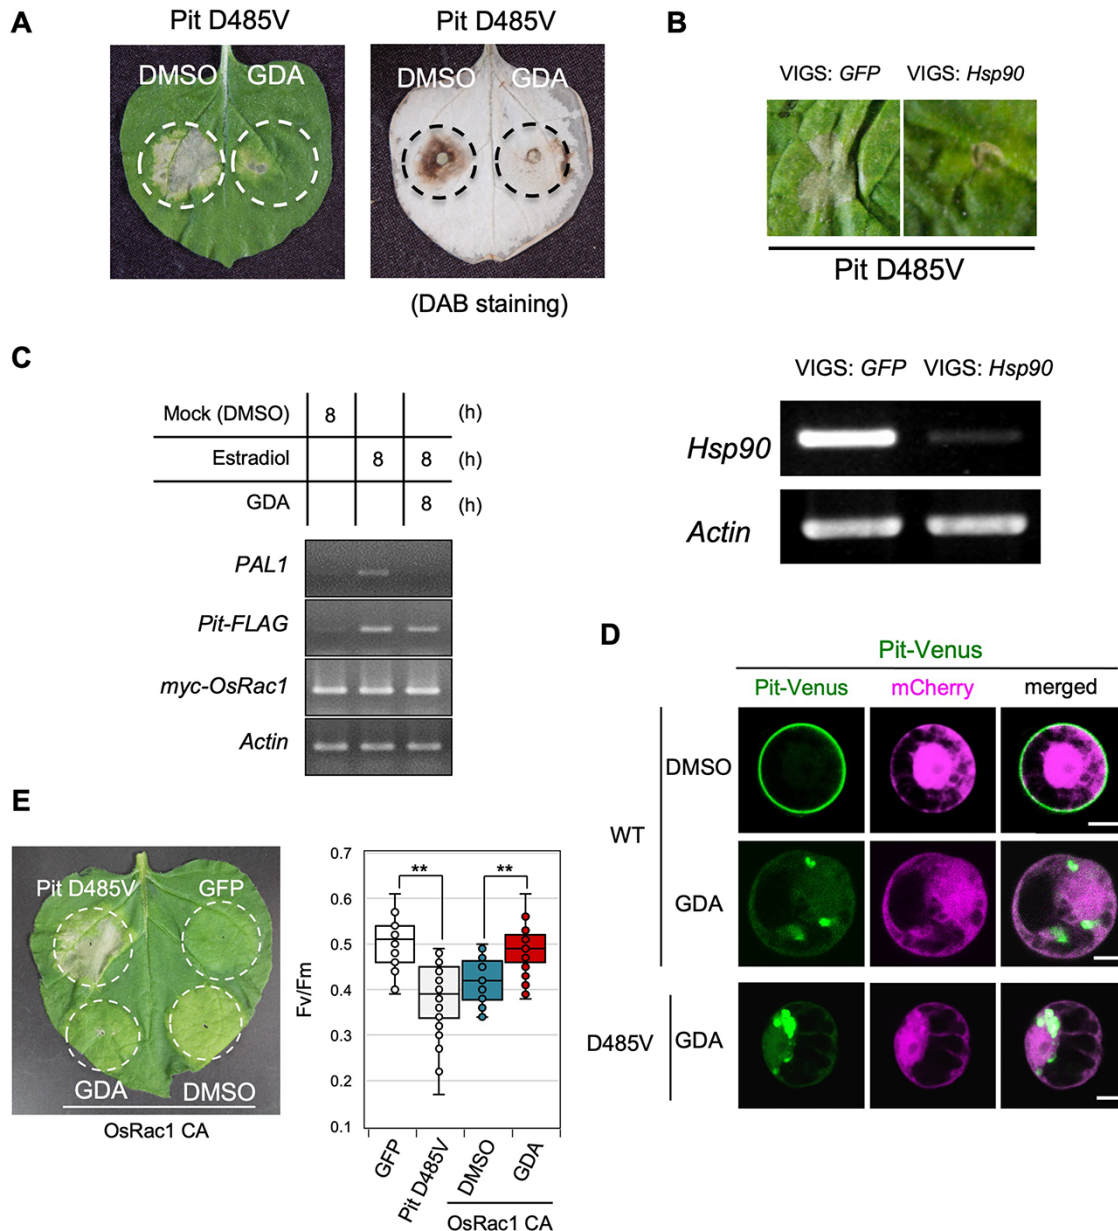 A
Pit D485V
Pit D485V
DMSO
GDA
DMSO
GDA
(DAB staining)
B
VIGS: GFP
VIGS: Hsp90
Pit D485V
VIGS: GFP
VIGS: Hsp90
Hsp90
Actin
C
Mock (DMSO)
8
(h)
Estradiol
8
8
(h)
GDA
8
(h)
PAL1
Pit-FLAG
myc-OsRac1
Actin
D
Pit-Venus
Pit-Venus
mCherry
merged
WT
DMSO
GDA
D485V
GDA
E
Pit D485V
GFP
GDA
DMSO
OsRac1 CA
Fv/Fm
0.7
0.6
0.5
0.4
0.3
0.2
0.1
**
**
GFP
Pit D485V
DMSO
GDA
OsRac1 CA